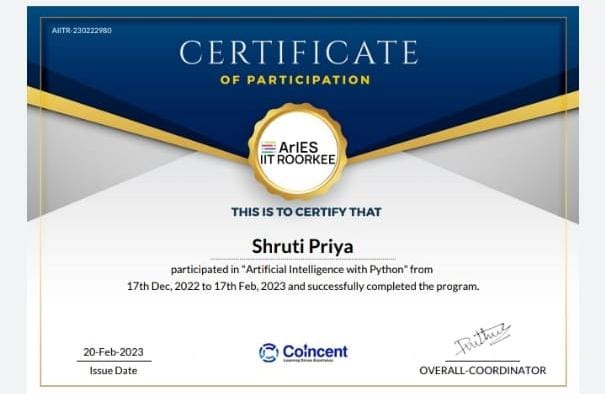 AIITR-230222980
CERTIFICATE
OF PARTICIPATION
ArIES
IIT ROORKEE
THIS IS TO CERTIFY THAT
Shruti Priya
participated in "Artificial Intelligence with Python" from
17th Dec, 2022 to 17th Feb, 2023 and successfully completed the program.
20-Feb-2023
Issue Date
Coincent
Learning Drives Excellence
OVERALL-COORDINATOR